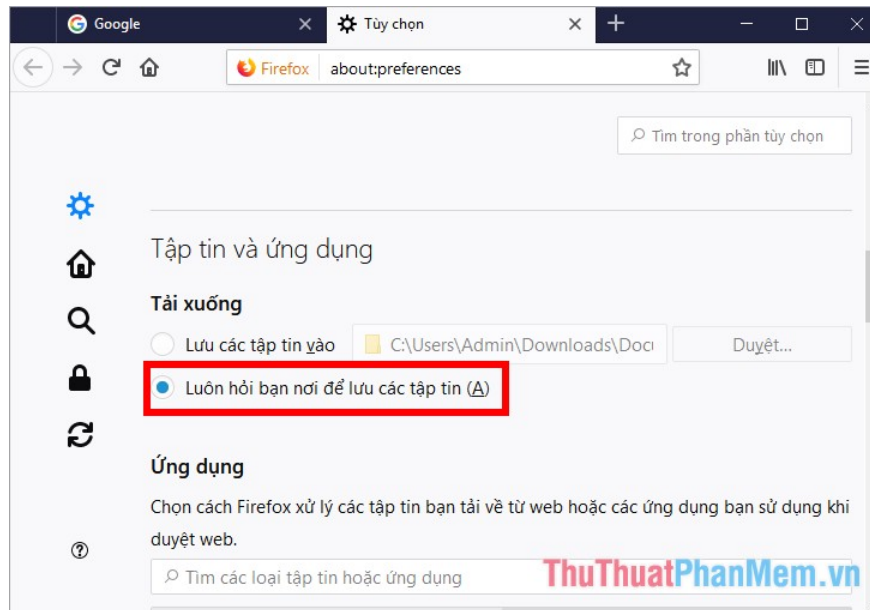 Google
Tùy chọn
Firefox
about:preferences
Tìm trong phần tùy chọn
Tập tin và ứng dụng
Tải xuống
Lưu các tập tin vào
C:\Users\Admin\Downloads\Docu
Duyệt...
Luôn hỏi bạn nơi để lưu các tập tin (A)
Ứng dụng
Chọn cách Firefox xử lý các tập tin bạn tải về từ web hoặc các ứng dụng bạn sử dụng khi
duyệt web.
Tìm các loại tập tin hoặc ứng dụng
ThuThuatPhanMem.vn